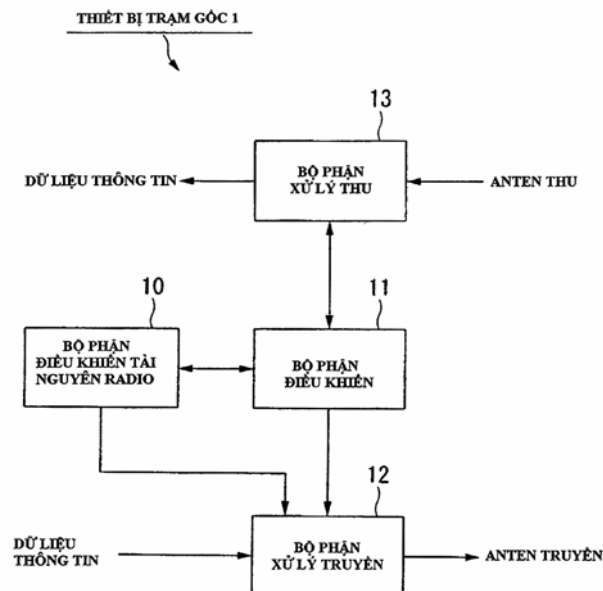 THIẾT BỊ TRẠM GỐC 1
13
BỘ PHẬN
XỬ LÝ THU
DỮ LIỆU THÔNG TIN
ANTEN THU
10
11
BỘ PHẬN
ĐIỀU KHIỂN TÀI
NGUYÊN RADIO
BỘ PHẬN
ĐIỀU KHIỂN
12
DỮ LIỆU
THÔNG TIN
BỘ PHẬN
XỬ LÝ TRUYỀN
ANTEN TRUYỀN